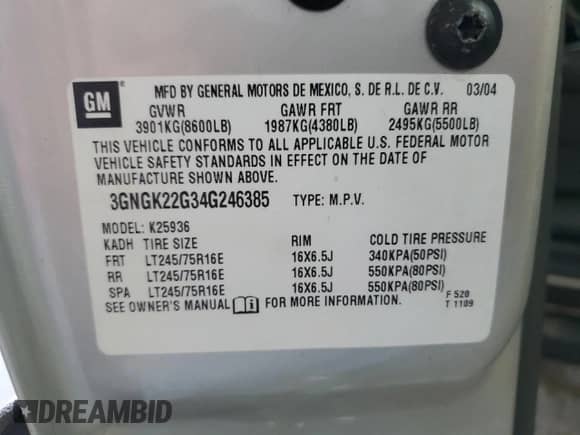 GM
MFD BY GENERAL MOTORS DE MEXICO, S. DE R.L. DE C.V. 03/04
GVWR GAWR FRT GAWR RR
3901KG(8600LB) 1987KG(4380LB) 2495KG(5500LB)
THIS VEHICLE CONFORMS TO ALL APPLICABLE U.S. FEDERAL MOTOR
VEHICLE SAFETY STANDARDS IN EFFECT ON THE DATE OF
MANUFACTURE SHOWN ABOVE.
3GNGK22G34G246385 TYPE: M.P.V.
MODEL: K25936
KADH TIRE SIZE RIM COLD TIRE PRESSURE
FRT LT245/75R16E 16X6.5J 340KPA(50PSI)
RR LT245/75R16E 16X6.5J 550KPA(80PSI)
SPA LT245/75R16E 16X6.5J 550KPA(80PSI)
SEE OWNER'S MANUAL FOR MORE INFORMATION.
F 520
T 1109
DREAMBID